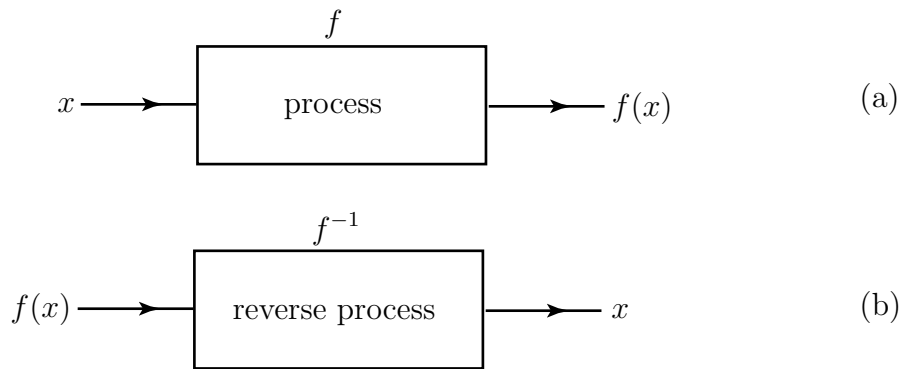 f
x process f(x) (a)
f⁻¹
f(x) reverse process x (b)